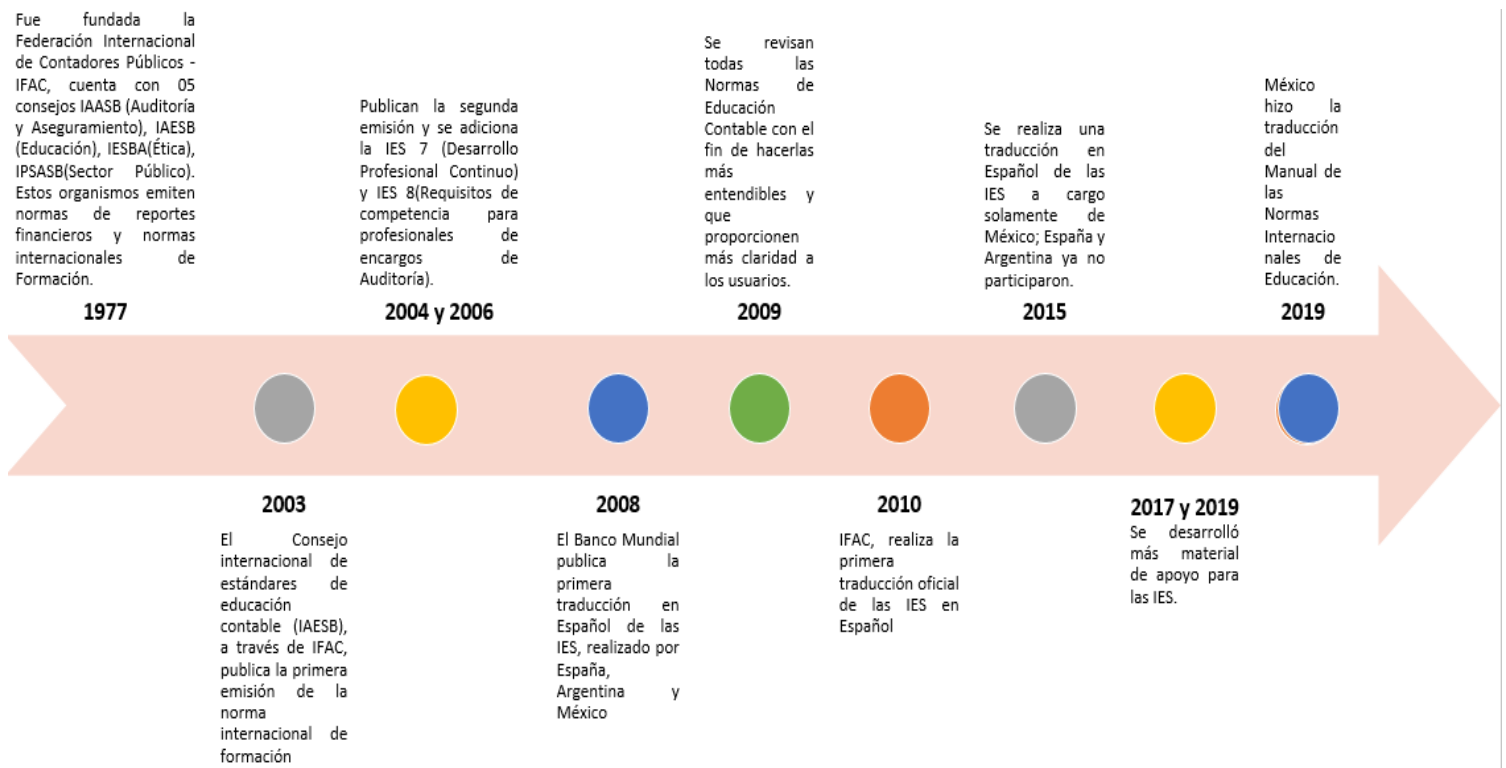 Fue fundada la
Federación Internacional
de Contadores Públicos -
IFAC, cuenta con 05
consejos IAASB (Auditoría
y Aseguramiento), IAESB
(Educación), IESBA(Ética),
IPSASB(Sector Público).
Estos organismos emiten
normas de reportes
financieros y normas
internacionales de
Formación.
1977
Publican la segunda
emisión y se adiciona
la IES 7 (Desarrollo
Profesional Continuo)
y IES 8(Requisitos de
competencia para
profesionales de
encargos de
Auditoría).
2004 y 2006
Se revisan
todas las
Normas de
Educación
Contable con el
fin de hacerlas
más
entendibles y
que
proporcionen
más claridad a
los usuarios.
2009
Se realiza una
traducción en
Español de las
IES a cargo
solamente de
México; España y
Argentina ya no
participaron.
2015
México
hizo la
traducción
del
Manual de
las
Normas
Internacio
nales de
Educación.
2019
2003
El Consejo
internacional de
estándares de
educación
contable (IAESB),
a través de IFAC,
publica la primera
emisión de la
norma
internacional de
formación
2008
El Banco Mundial
publica la
primera
traducción en
Español de las
IES, realizado por
España,
Argentina y
México
2010
IFAC, realiza la
primera
traducción oficial
de las IES en
Español
2017 y 2019
Se desarrolló
más material
de apoyo para
las IES.